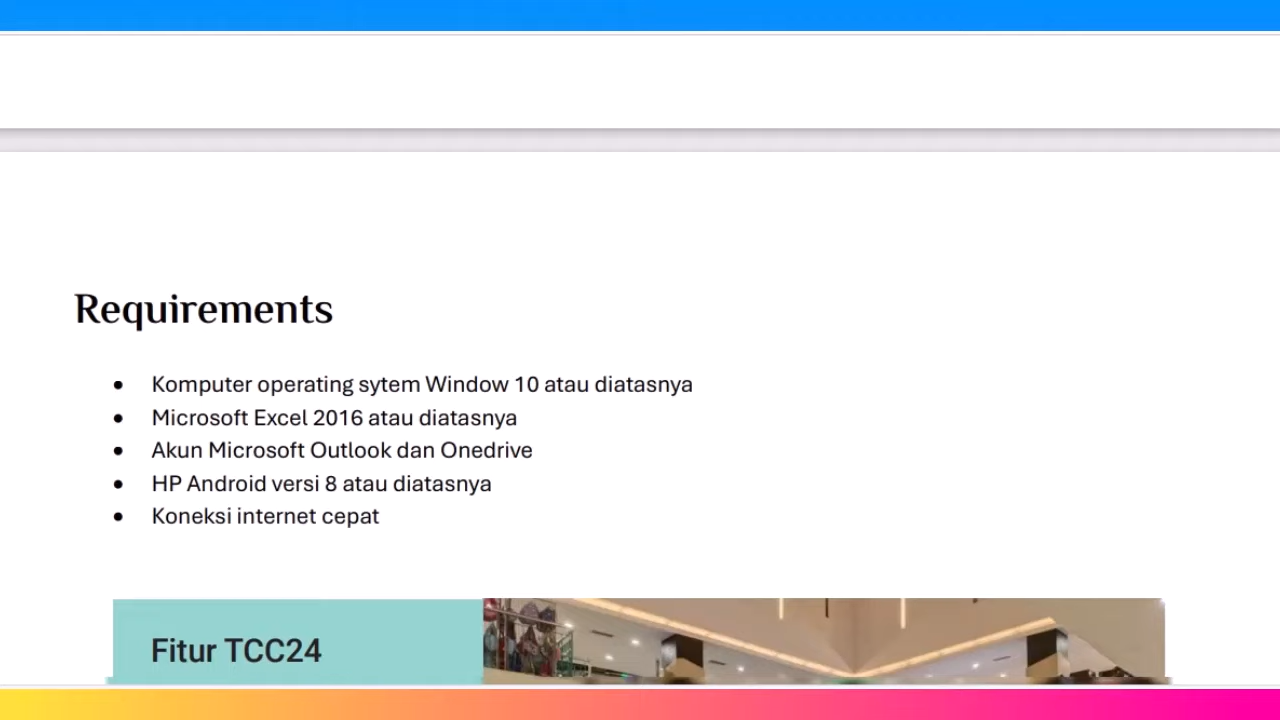 Requirements
• Komputer operating sytem Window 10 atau diatasnya
• Microsoft Excel 2016 atau diatasnya
• Akun Microsoft Outlook dan Onedrive
• HP Android versi 8 atau diatasnya
• Koneksi internet cepat
Fitur TCC24